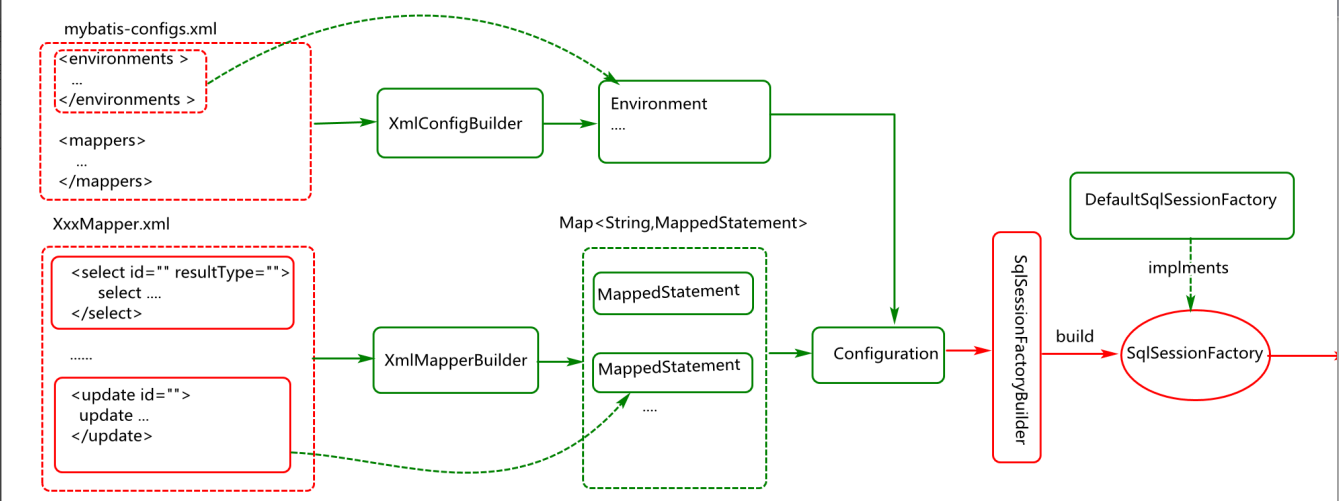 mybatis-configs.xml
<environments >
...
</environments >
<mappers>
...
</mappers>
XmlConfigBuilder
Environment
....
XxxMapper.xml
<select id="" resultType="">
select ....
</select>
......
<update id="">
update ...
</update>
XmlMapperBuilder
Map<String,MappedStatement>
MappedStatement
MappedStatement
....
Configuration
SqlSessionFactoryBuilder
build
DefaultSqlSessionFactory
implments
SqlSessionFactory